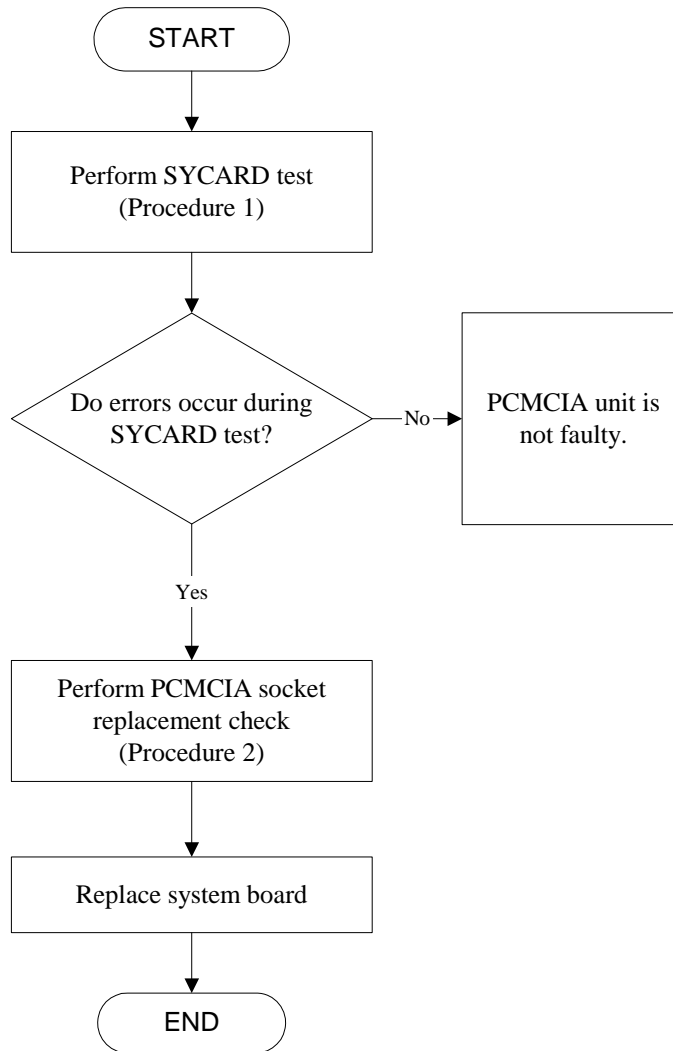 START
Perform SYCARD test
(Procedure 1)
Do errors occur during
SYCARD test?
No
PCMCIA unit is
not faulty.
Yes
Perform PCMCIA socket
replacement check
(Procedure 2)
Replace system board
END